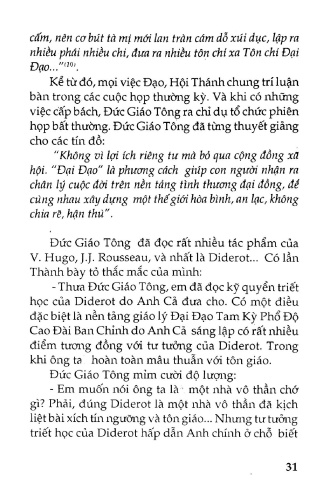 cấm, nên cơ bút tà mị mới lan tràn cám dỗ xúi dục, lập ra
nhiều phái nhiều chi, đưa ra nhiều tôn chỉ xa Tôn chỉ Đại
Đạo..."(10).
Kể từ đó, mọi việc Đạo, Hội Thánh chung trí luận
bàn trong các cuộc họp thường kỳ. Và khi có những
việc cấp bách, Đức Giáo Tông ra chỉ dụ tổ chức phiên
họp bất thường. Đức Giáo Tông đã từng thuyết giảng
cho các tín đồ:
"Không vì lợi ích riêng tư mà bỏ qua cộng đồng xã
hội. "Đại Đạo" là phương cách giúp con người nhận ra
chân lý cuộc đời trên nền tảng tình thương đại đồng, để
cùng nhau xây dựng một thế giới hòa bình, an lạc, không
chia rẽ, hận thù".
Đức Giáo Tông đã đọc rất nhiều tác phẩm của
V. Hugo, J.J. Rousseau, và nhất là Diderot... Có lần
Thành bày tỏ thắc mắc của mình:
- Thưa Đức Giáo Tông, em đã đọc kỹ quyển triết
học của Diderot do Anh Cả đưa cho. Có một điều
đặc biệt là nền tảng giáo lý Đại Đạo Tam Kỳ Phổ Độ
Cao Đài Ban Chỉnh do Anh Cả sáng lập có rất nhiều
điểm tương đồng với tư tưởng của Diderot. Trong
khi ông ta hoàn toàn mâu thuẫn với tôn giáo.
Đức Giáo Tông mỉm cười độ lượng:
- Em muốn nói ông ta là một nhà vô thần chớ
gì? Phải, đúng Diderot là một nhà vô thần đã kịch
liệt bài xích tín ngưỡng và tôn giáo... Nhưng tư tưởng
triết học của Diderot hấp dẫn Anh chính ở chỗ biết
31